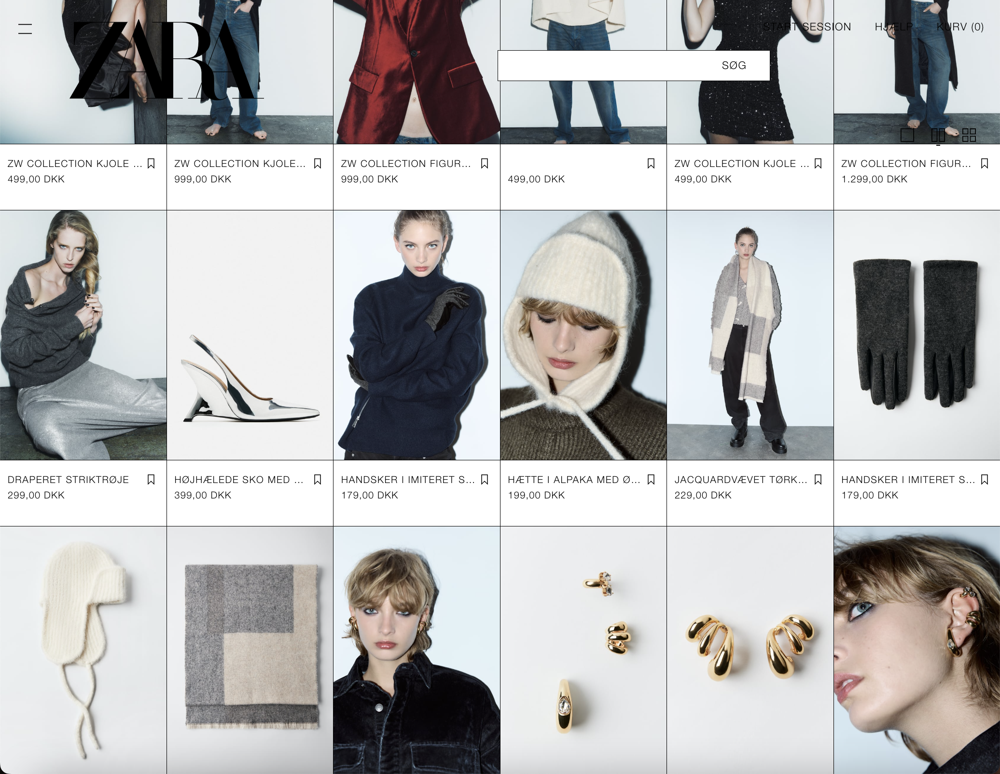 ZARA
START SESSION
HJÆLP
KURV (0)
SØG
ZW COLLECTION KJOLE ...
499,00 DKK
ZW COLLECTION KJOLE...
999,00 DKK
ZW COLLECTION FIGUR...
999,00 DKK
499,00 DKK
ZW COLLECTION KJOLE ...
499,00 DKK
ZW COLLECTION FIGUR...
1.299,00 DKK
DRAPERET STRIKTRØJE
299,00 DKK
HØJHÆLEDE SKO MED ...
399,00 DKK
HANDSKER I IMITERET S...
179,00 DKK
HÆTTE I ALPAKA MED Ø...
199,00 DKK
JACQUARDVÆVET TØRK...
229,00 DKK
HANDSKER I IMITERET S...
179,00 DKK